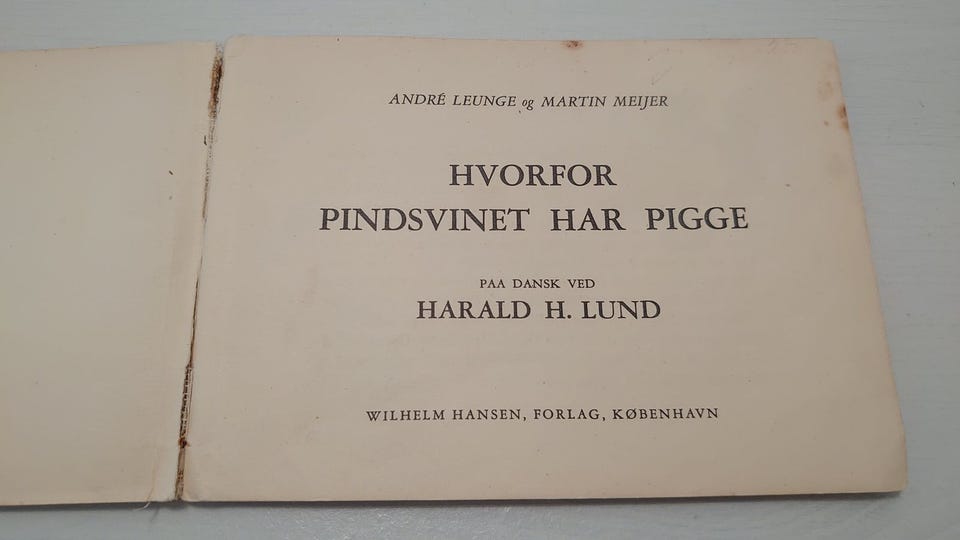 ANDRÉ LEUNGE og MARTIN MEIJER
HVORFOR
PINDSVINET HAR PIGGE
PAA DANSK VED
HARALD H. LUND
WILHELM HANSEN, FORLAG, KØBENHAVN